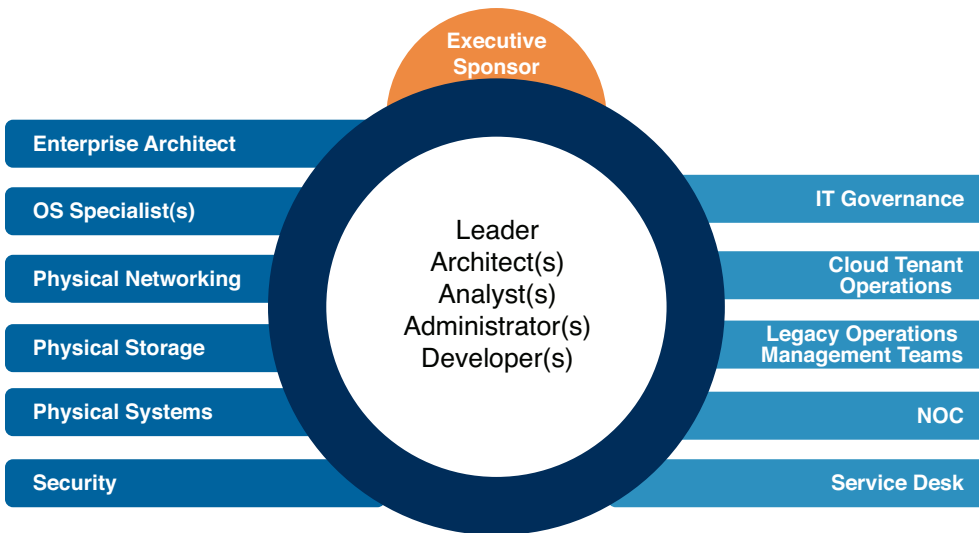 Executive
Sponsor
Enterprise Architect
OS Specialist(s)
Physical Networking
Physical Storage
Physical Systems
Security
Leader
Architect(s)
Analyst(s)
Administrator(s)
Developer(s)
IT Governance
Cloud Tenant
Operations
Legacy Operations
Management Teams
NOC
Service Desk